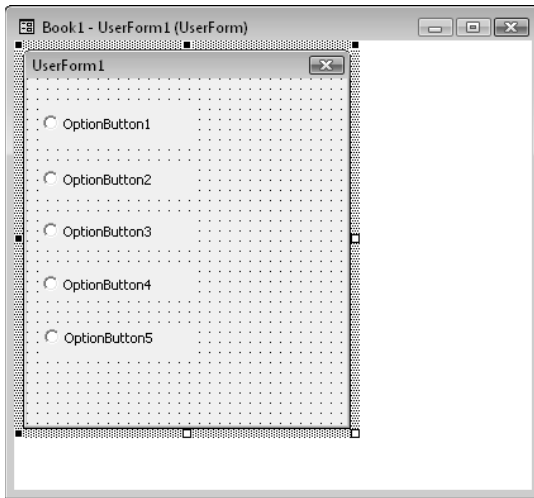 Book1 - UserForm1 (UserForm)
UserForm1
OptionButton1
OptionButton2
OptionButton3
OptionButton4
OptionButton5